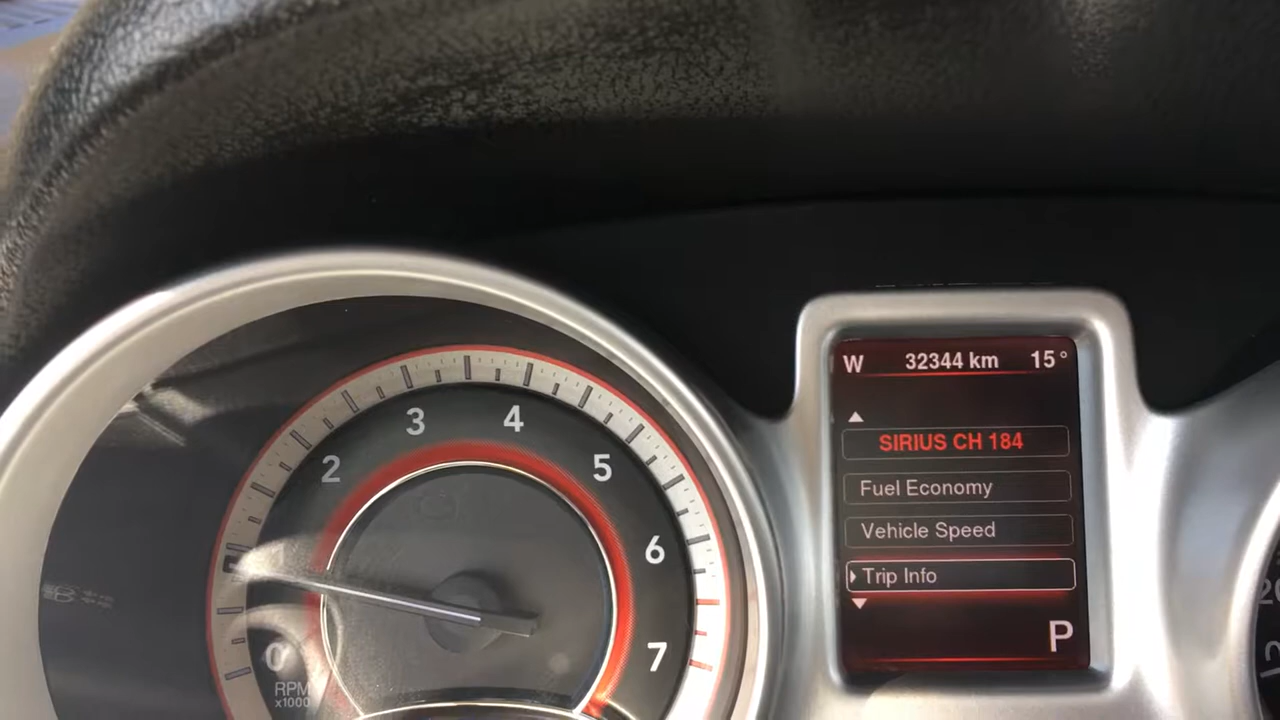 W 32344 km 15°
SIRIUS CH 184
Fuel Economy
Vehicle Speed
Trip Info
P
0
2
3
4
5
6
7
RPM
x1000